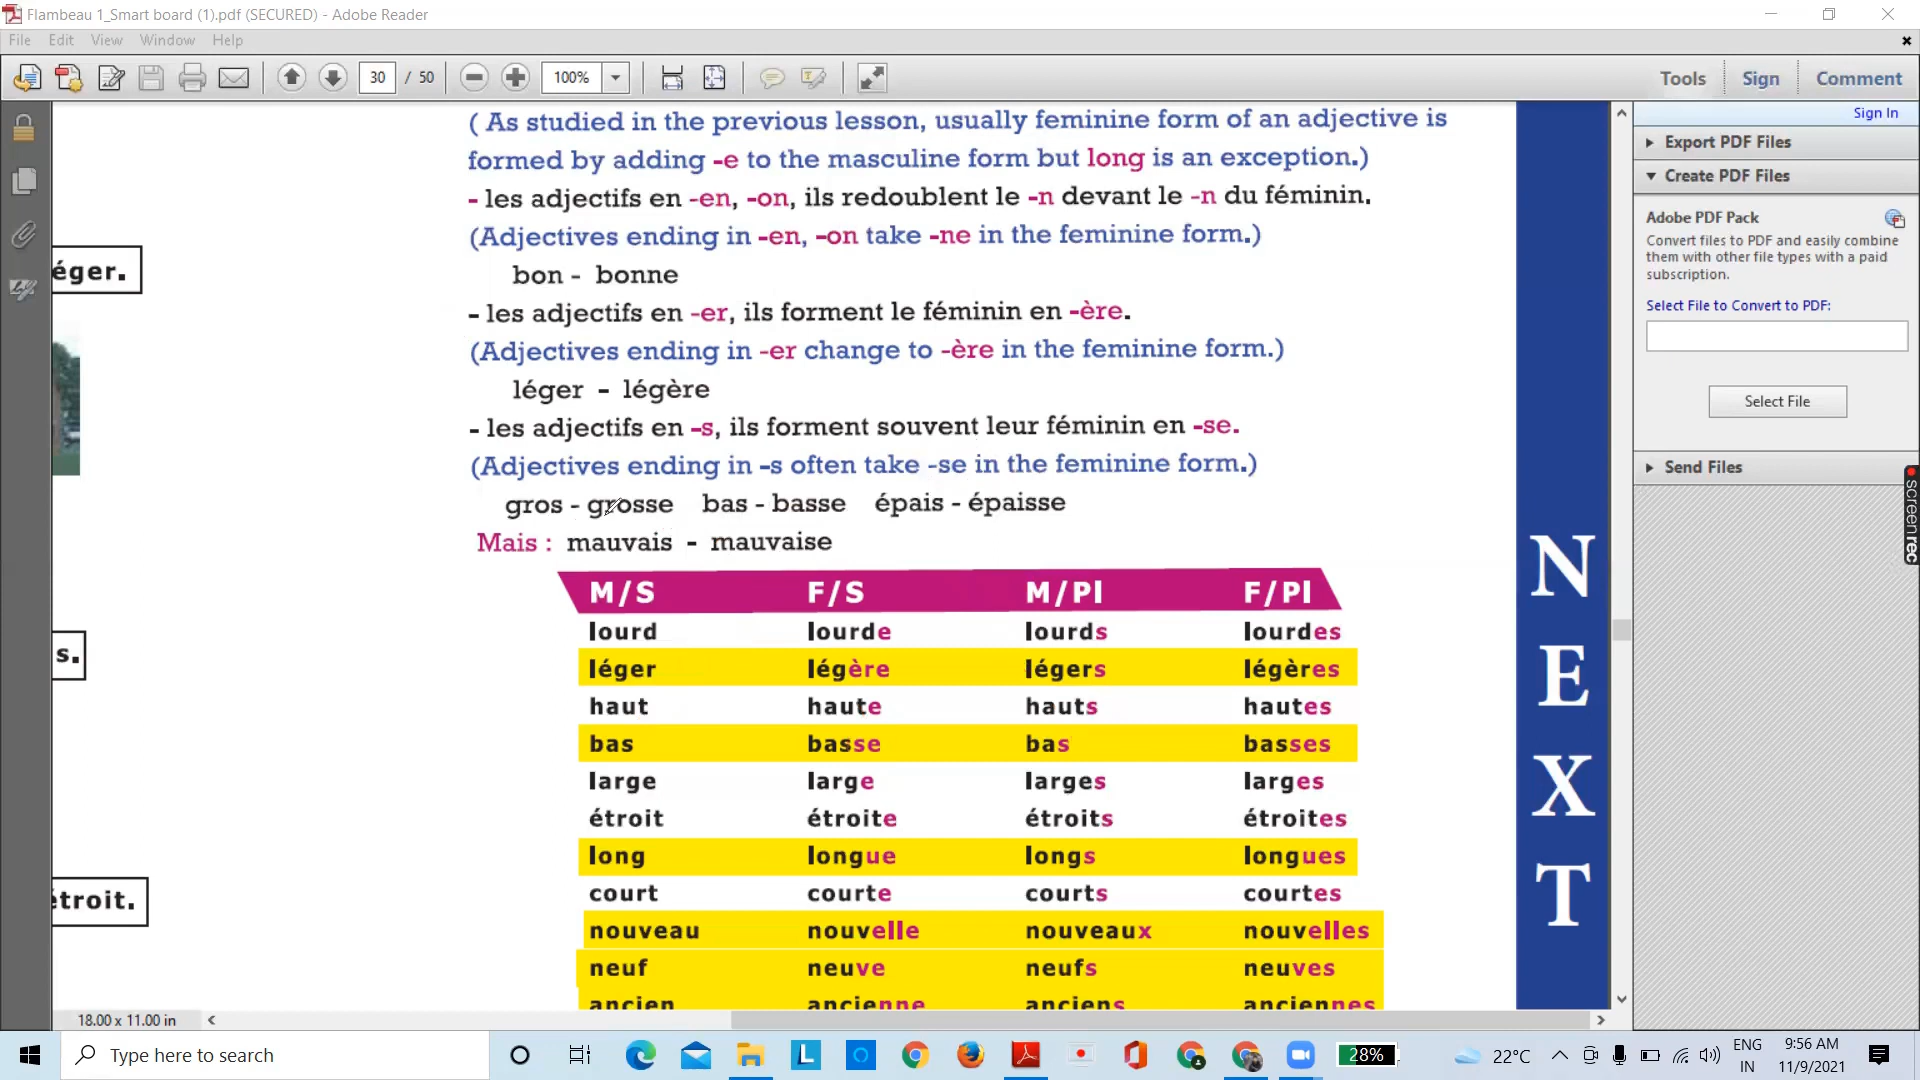 Flambeau 1_Smart board (1).pdf (SECURED) - Adobe Reader
File Edit View Window Help
30 / 50 100% Tools Sign Comment
Sign In
Export PDF Files
Create PDF Files
Adobe PDF Pack
Convert files to PDF and easily combine
them with other file types with a paid
subscription.
Select File to Convert to PDF:
Select File
Send Files
( As studied in the previous lesson, usually feminine form of an adjective is
formed by adding -e to the masculine form but long is an exception.)
- les adjectifs en -en, -on, ils redoublent le -n devant le -n du féminin.
(Adjectives ending in -en, -on take -ne in the feminine form.)
bon - bonne
- les adjectifs en -er, ils forment le féminin en -ère.
(Adjectives ending in -er change to -ère in the feminine form.)
léger - légère
- les adjectifs en -s, ils forment souvent leur féminin en -se.
(Adjectives ending in -s often take -se in the feminine form.)
gros - grosse bas - basse épais - épaisse
Mais : mauvais - mauvaise
M/S F/S M/Pl F/Pl
lourd lourde lourds lourdes
léger légère légers légères
haut haute hauts hautes
bas basse bas basses
large large larges larges
étroit étroite étroits étroites
long longue longs longues
court courte courts courtes
nouveau nouvelle nouveaux nouvelles
neuf neuve neufs neuves
ancien ancienne anciens anciennes
éger.
s.
étroit.
NEXT
screenrec
18.00 x 11.00 in
Type here to search
28%
22°C
ENG
IN
9:56 AM
11/9/2021